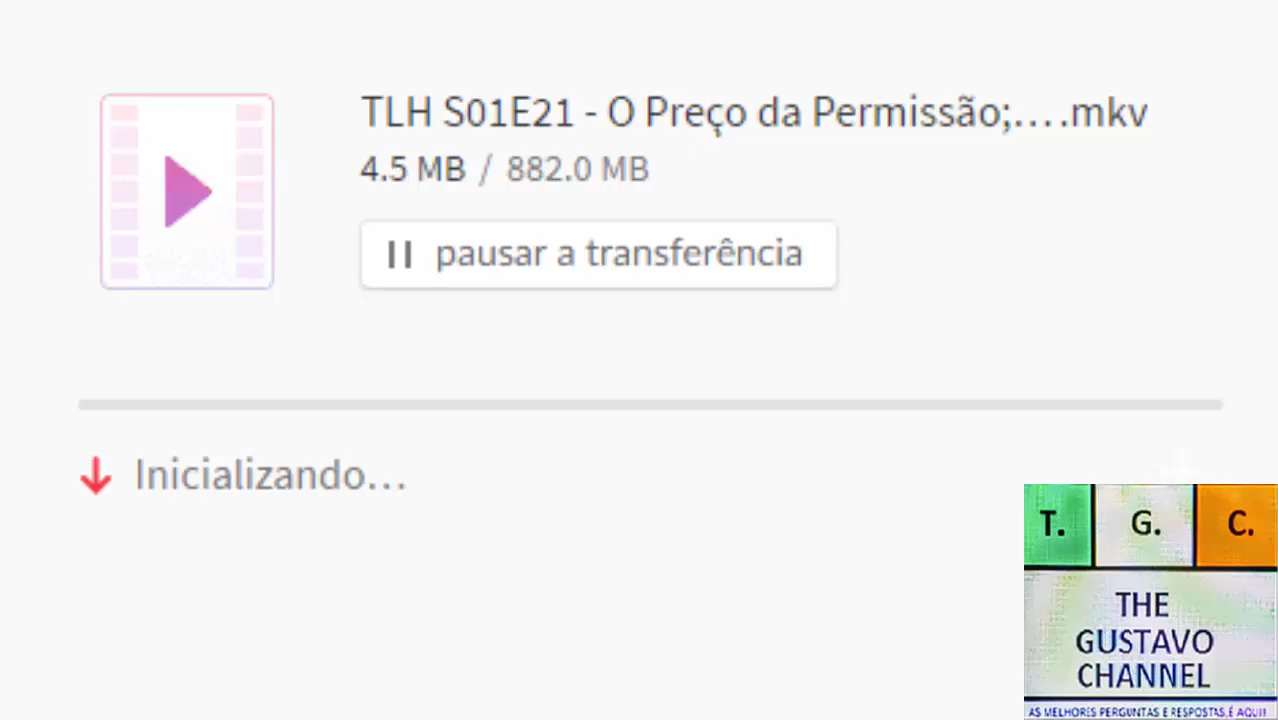 TLH S01E21 - O Preço da Permissão;....mkv
4.5 MB / 882.0 MB
pausar a transferência
Inicializando...
T. G. C.
THE
GUSTAVO
CHANNEL
AS MELHORES PERGUNTAS E RESPOSTAS,É AQUI!